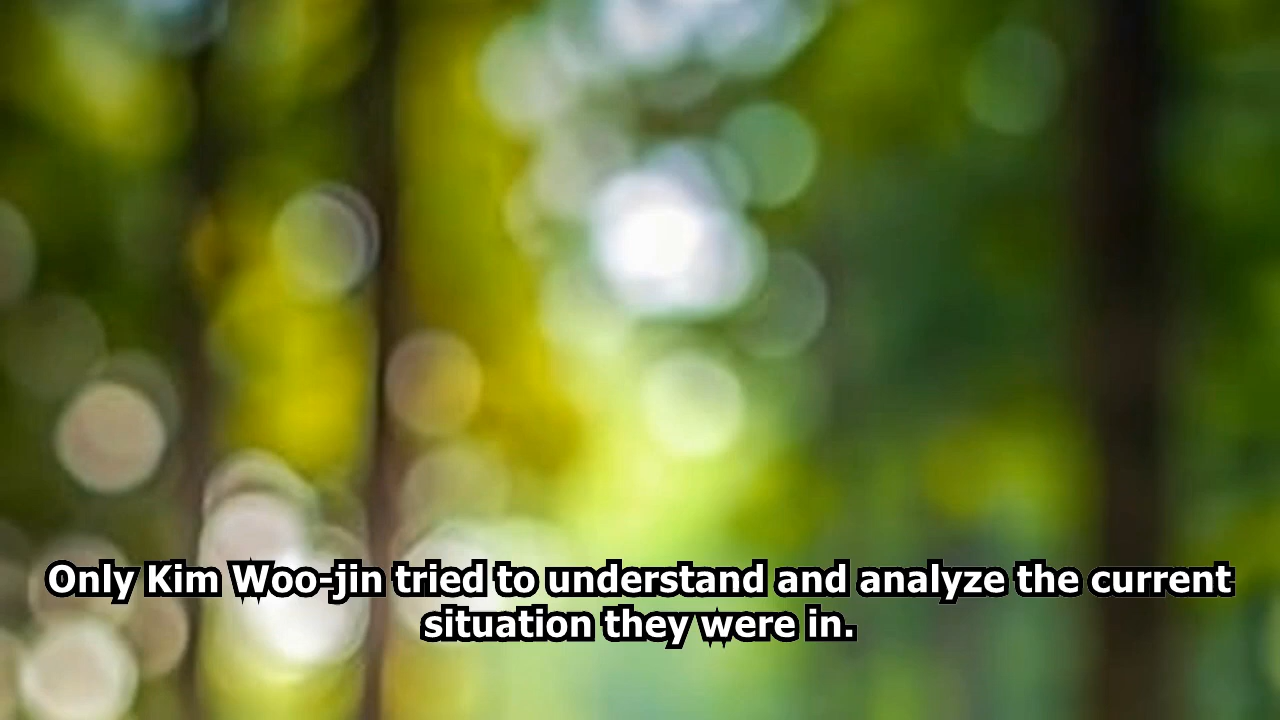 Only Kim Woo-jin tried to understand and analyze the current
situation they were in.